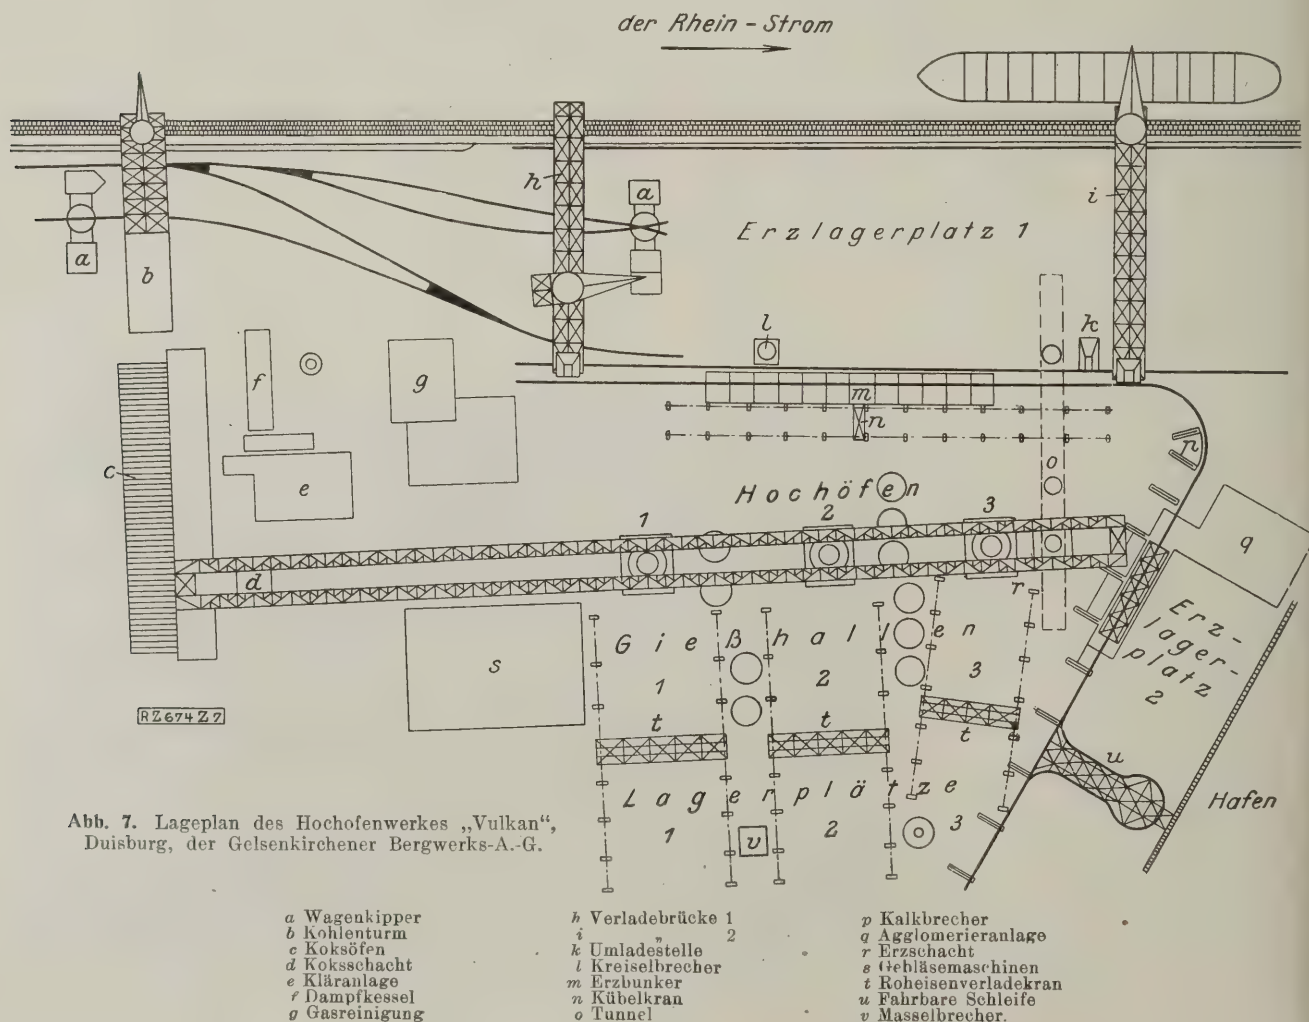 der Rhein - Strom
h
a
i
Erzlagerplatz 1
a
b
l
k
f
g
m
n
p
c
o
e
Hochöfen
1
2
3
q
d
r
Erz-
lager-
platz
2
Gießhallen
s
1
2
3
RZ674Z7
t
t
t
u
Lagerplätze
Hafen
1
2
3
v
Abb. 7. Lageplan des Hochofenwerkes „Vulkan“,
Duisburg, der Gelsenkirchener Bergwerks-A.-G.
a Wagenkipper
b Kohlenturm
c Koksöfen
d Koksschacht
e Kläranlage
f Dampfkessel
g Gasreinigung
h Verladebrücke 1
i „ 2
k Umladestelle
l Kreiselbrecher
m Erzbunker
n Kübelkran
o Tunnel
p Kalkbrecher
q Agglomerieranlage
r Erzschacht
s Gebläsemaschinen
t Roheisenverladekran
u Fahrbare Schleife
v Masselbrecher.